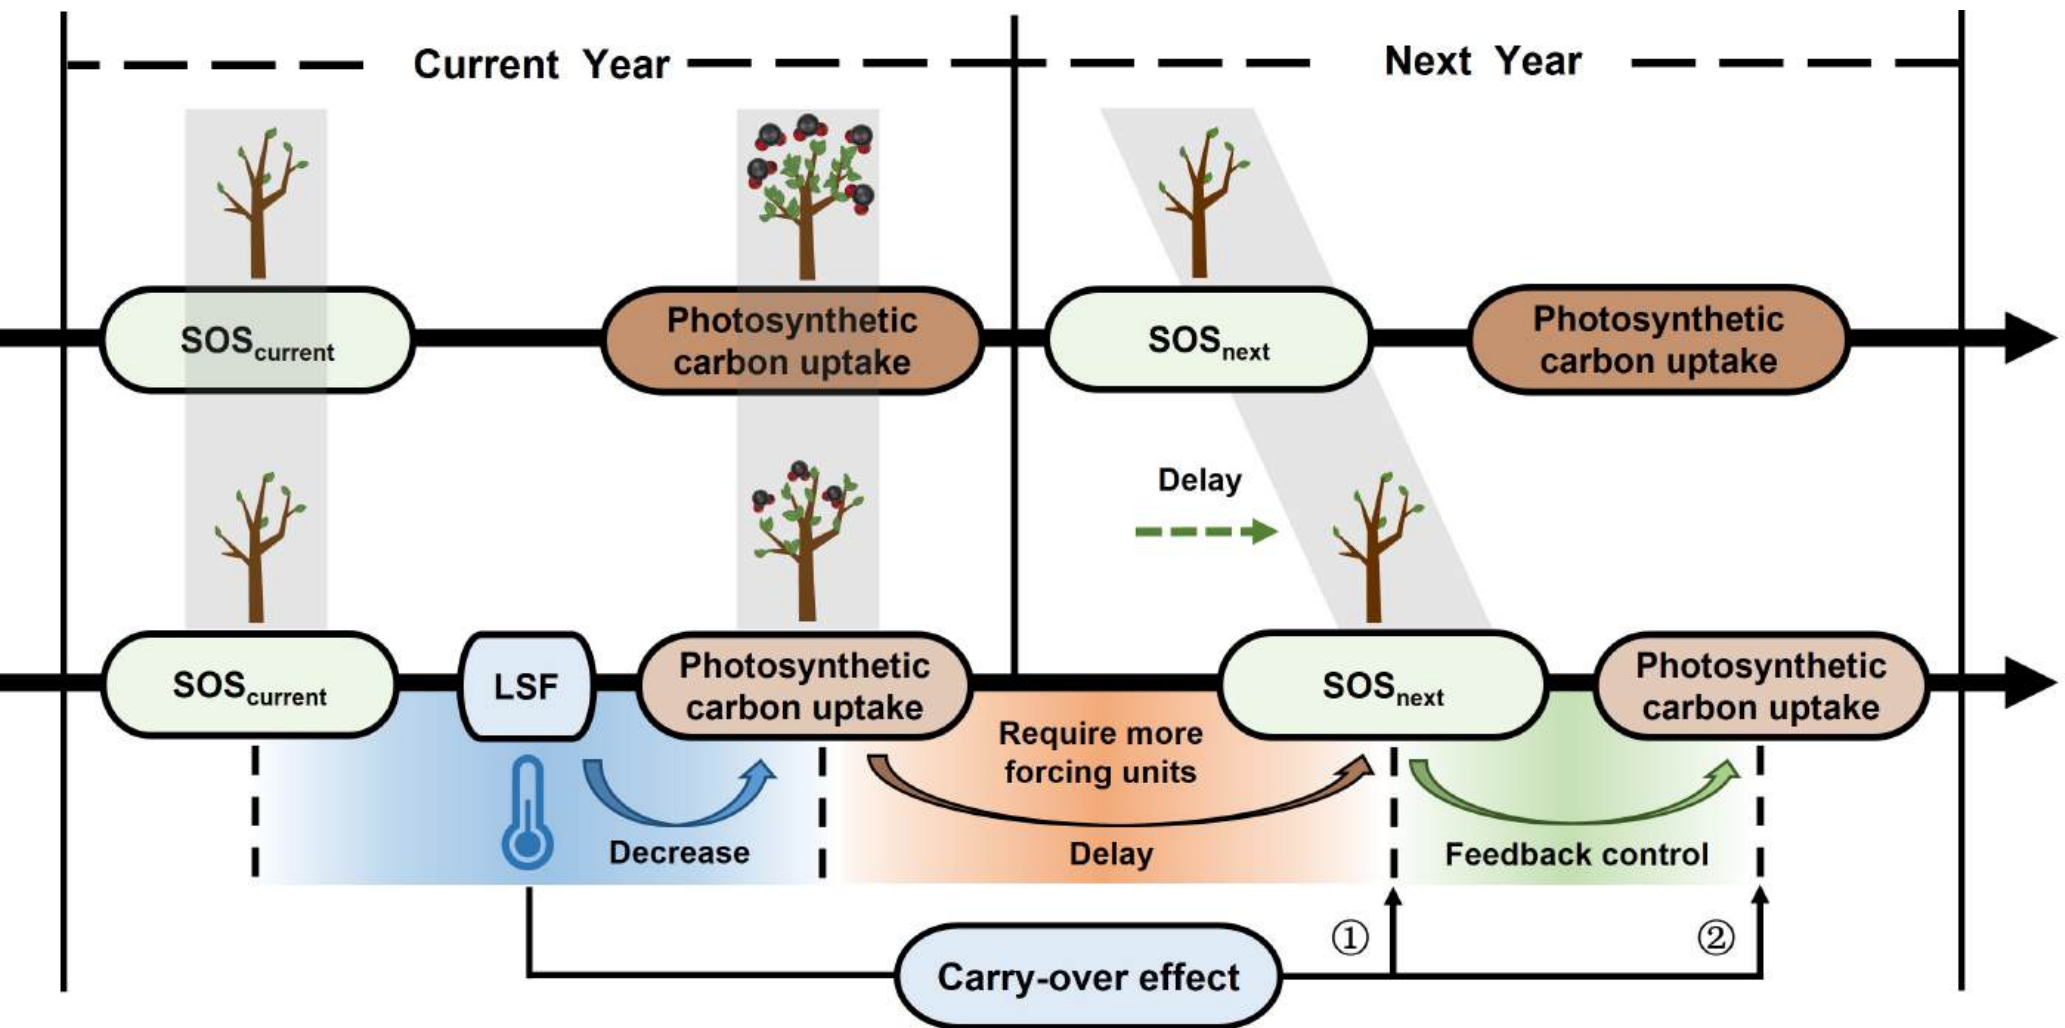 Current Year
Next Year
SOScurrent
Photosynthetic
carbon uptake
SOSnext
Photosynthetic
carbon uptake
Delay
SOScurrent
LSF
Photosynthetic
carbon uptake
SOSnext
Photosynthetic
carbon uptake
Require more
forcing units
Decrease
Delay
Feedback control
①
②
Carry-over effect